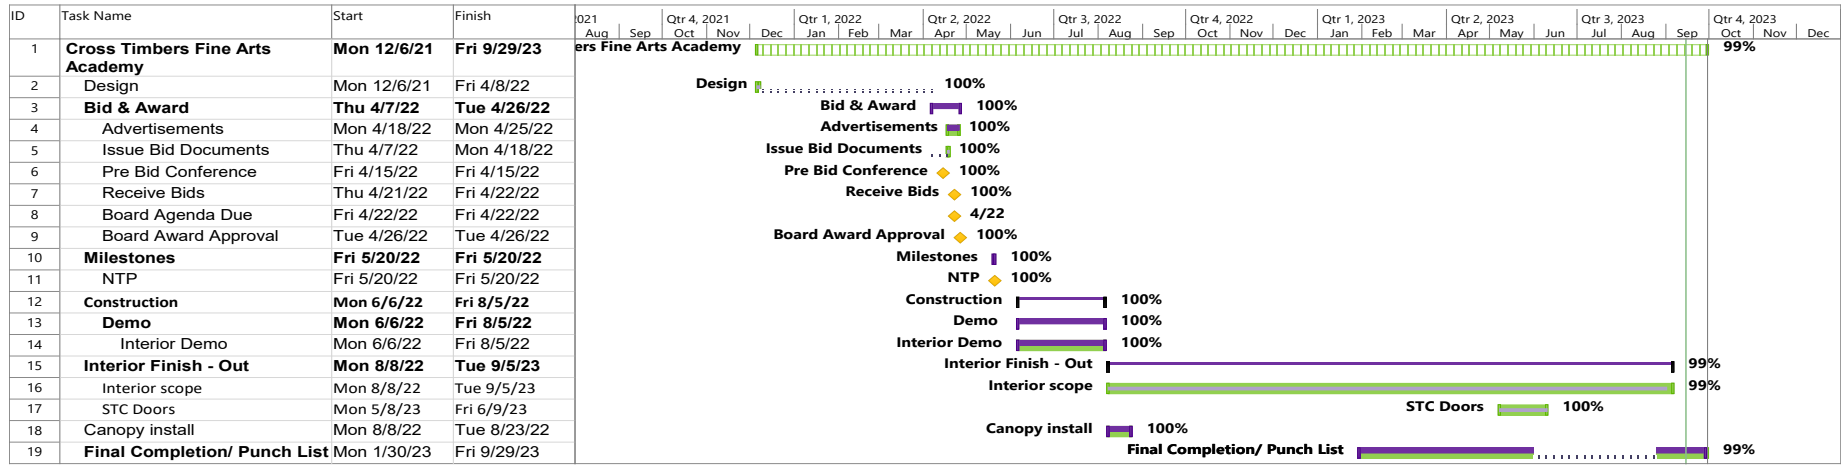 ID Task Name Start Finish 2021 Qtr 4, 2021 Qtr 1, 2022 Qtr 2, 2022 Qtr 3, 2022 Qtr 4, 2022 Qtr 1, 2023 Qtr 2, 2023 Qtr 3, 2023 Qtr 4, 2023
Aug Sep Oct Nov Dec Jan Feb Mar Apr May Jun Jul Aug Sep Oct Nov Dec Jan Feb Mar Apr May Jun Jul Aug Sep Oct Nov Dec
1 Cross Timbers Fine Arts Mon 12/6/21 Fri 9/29/23 ers Fine Arts Academy 99%
Academy
2 Design Mon 12/6/21 Fri 4/8/22 Design 100%
3 Bid & Award Thu 4/7/22 Tue 4/26/22 Bid & Award 100%
4 Advertisements Mon 4/18/22 Mon 4/25/22 Advertisements 100%
5 Issue Bid Documents Thu 4/7/22 Mon 4/18/22 Issue Bid Documents 100%
6 Pre Bid Conference Fri 4/15/22 Fri 4/15/22 Pre Bid Conference 100%
7 Receive Bids Thu 4/21/22 Fri 4/22/22 Receive Bids 100%
8 Board Agenda Due Fri 4/22/22 Fri 4/22/22 4/22
9 Board Award Approval Tue 4/26/22 Tue 4/26/22 Board Award Approval 100%
10 Milestones Fri 5/20/22 Fri 5/20/22 Milestones 100%
11 NTP Fri 5/20/22 Fri 5/20/22 NTP 100%
12 Construction Mon 6/6/22 Fri 8/5/22 Construction 100%
13 Demo Mon 6/6/22 Fri 8/5/22 Demo 100%
14 Interior Demo Mon 6/6/22 Fri 8/5/22 Interior Demo 100%
15 Interior Finish - Out Mon 8/8/22 Tue 9/5/23 Interior Finish - Out 99%
16 Interior scope Mon 8/8/22 Tue 9/5/23 Interior scope 99%
17 STC Doors Mon 5/8/23 Fri 6/9/23 STC Doors 100%
18 Canopy install Mon 8/8/22 Tue 8/23/22 Canopy install 100%
19 Final Completion/ Punch List Mon 1/30/23 Fri 9/29/23 Final Completion/ Punch List 99%